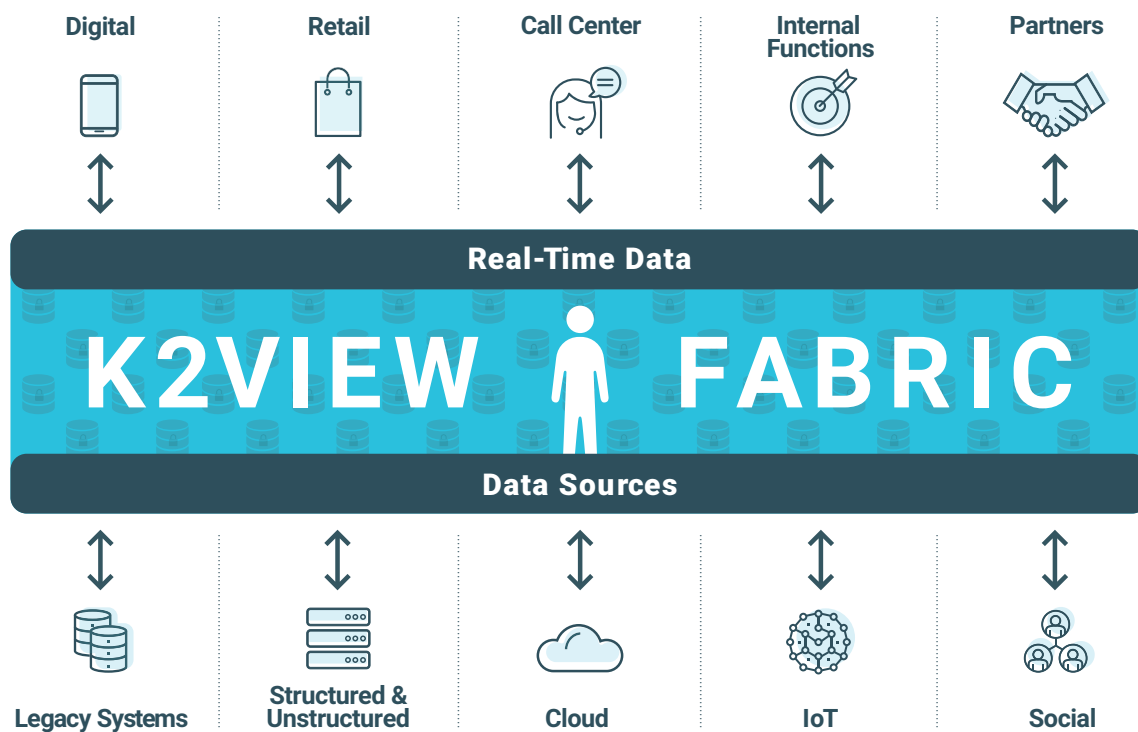 Digital
Retail
Call Center
Internal
Functions
Partners
Real-Time Data
K2VIEW FABRIC
Data Sources
Legacy Systems
Structured &
Unstructured
Cloud
IoT
Social